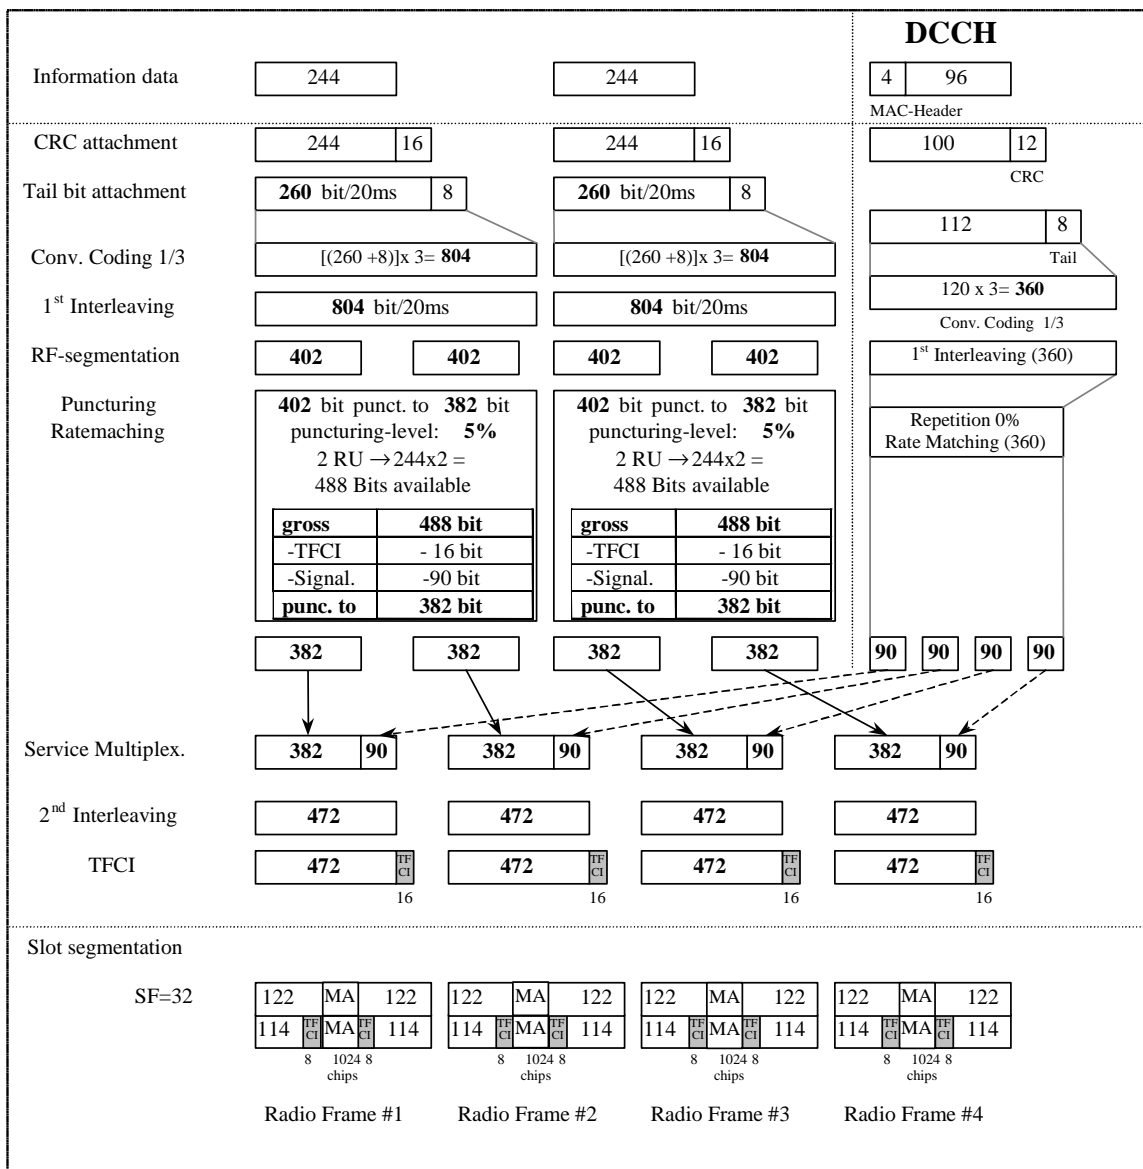 DCCH
Information data 244 244 4 96
MAC-Header
CRC attachment 244 16 244 16 100 12
CRC
Tail bit attachment 260 bit/20ms 8 260 bit/20ms 8
112 8
Tail
Conv. Coding 1/3 [(260 +8)]x 3= 804 [(260 +8)]x 3= 804
120 x 3= 360
Conv. Coding 1/3
1st Interleaving 804 bit/20ms 804 bit/20ms
RF-segmentation 402 402 402 402 1st Interleaving (360)
Puncturing
Ratemaching
402 bit punct. to 382 bit
puncturing-level: 5%
2 RU →244x2 =
488 Bits available
gross 488 bit
-TFCI - 16 bit
-Signal. -90 bit
punc. to 382 bit
402 bit punct. to 382 bit
puncturing-level: 5%
2 RU →244x2 =
488 Bits available
gross 488 bit
-TFCI - 16 bit
-Signal. -90 bit
punc. to 382 bit
Repetition 0%
Rate Matching (360)
382 382 382 382 90 90 90 90
Service Multiplex. 382 90 382 90 382 90 382 90
2nd Interleaving 472 472 472 472
TFCI 472 TF CI 472 TF CI 472 TF CI 472 TF CI
16 16 16 16
Slot segmentation
SF=32 122 MA 122 122 MA 122 122 MA 122 122 MA 122
114 TF CI MA TF CI 114 114 TF CI MA TF CI 114 114 TF CI MA TF CI 114 114 TF CI MA TF CI 114
8 1024 8 8 1024 8 8 1024 8 8 1024 8
chips chips chips chips
Radio Frame #1 Radio Frame #2 Radio Frame #3 Radio Frame #4